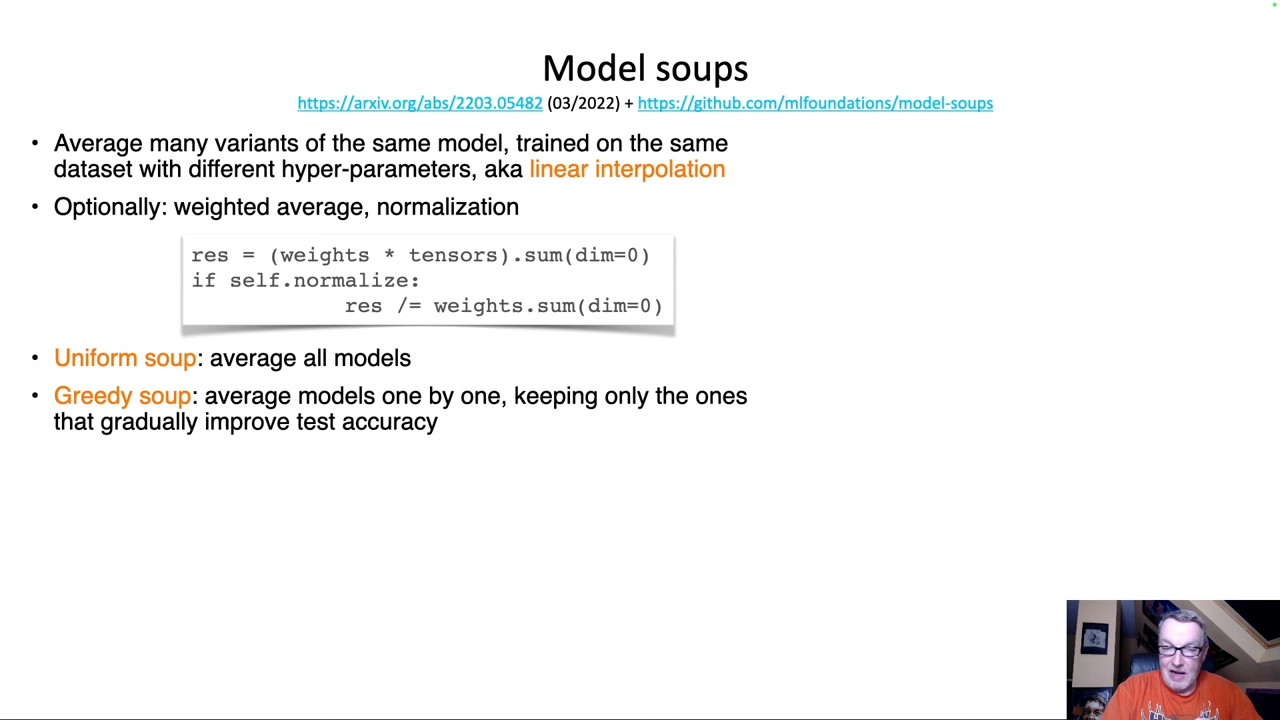 Model soups
https://arxiv.org/abs/2203.05482 (03/2022) + https://github.com/mlfoundations/model-soups
• Average many variants of the same model, trained on the same
dataset with different hyper-parameters, aka linear interpolation
• Optionally: weighted average, normalization
res = (weights * tensors).sum(dim=0)
if self.normalize:
res /= weights.sum(dim=0)
• Uniform soup: average all models
• Greedy soup: average models one by one, keeping only the ones
that gradually improve test accuracy